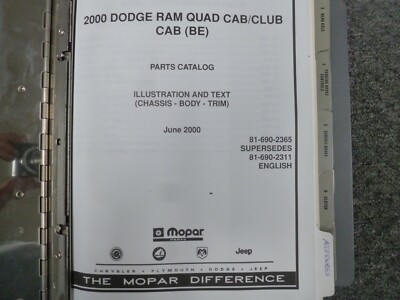 2000 DODGE RAM QUAD CAB/CLUB
CAB (BE)
PARTS CATALOG
ILLUSTRATION AND TEXT
(CHASSIS - BODY - TRIM)
June 2000
81-690-2365
SUPERSEDES
81-690-2311
ENGLISH
Mopar
PARTS
Jeep
CHRYSLER • PLYMOUTH • DODGE • JEEP
THE MOPAR DIFFERENCE